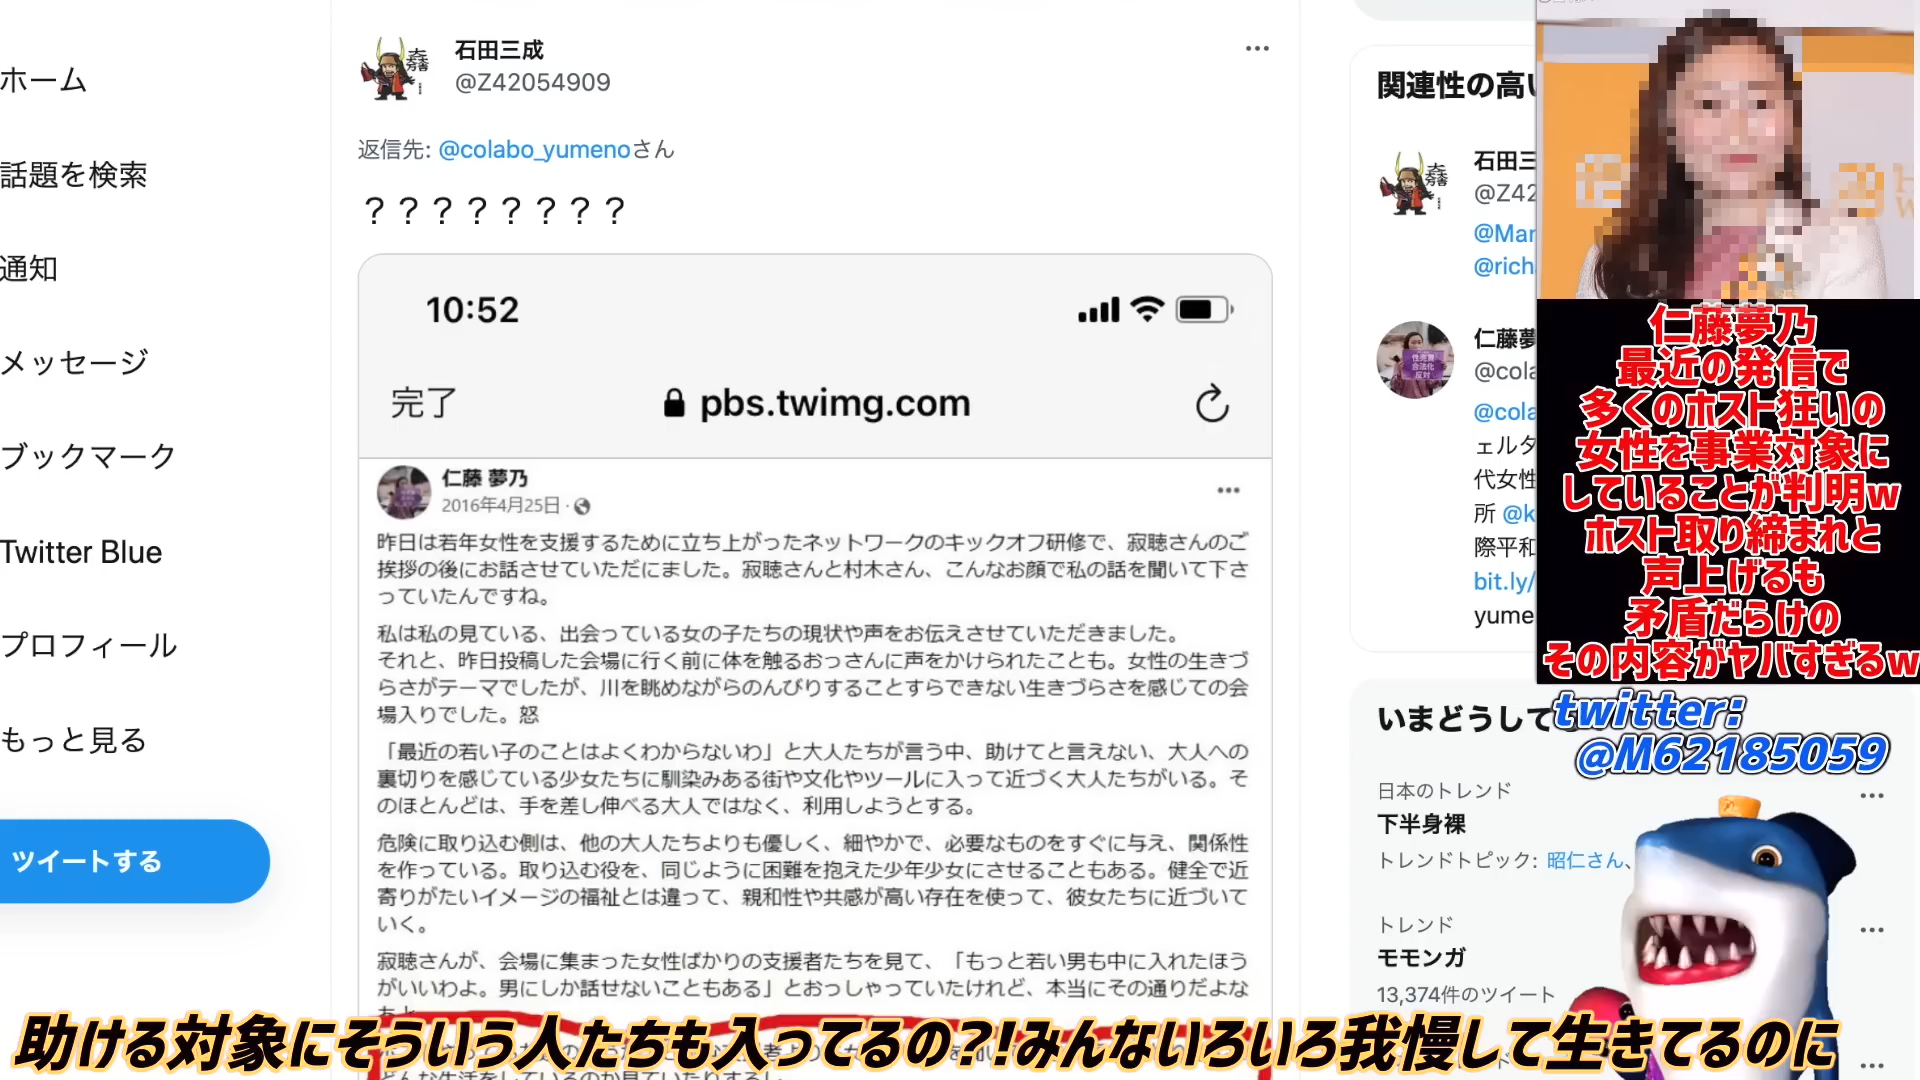 ホーム
話題を検索
通知
メッセージ
ブックマーク
Twitter Blue
プロフィール
もっと見る
ツイートする
石田三成
@Z42054909
返信先: @colabo_yumenoさん
？？？？？？？？
10:52
完了
pbs.twimg.com
仁藤 夢乃
2016年4月25日
昨日は若年女性を支援するために立ち上がったネットワークのキックオフ研修で、寂聴さんのご
挨拶の後にお話させていただにました。寂聴さんと村木さん、こんなお顔で私の話を聞いて下さ
っていたんですね。
私は私の見ている、出会っている女の子たちの現状や声をお伝えさせていただきました。
それと、昨日投稿した会場に行く前に体を触るおっさんに声をかけられたことも。女性の生きづ
らさがテーマでしたが、川を眺めながらのんびりすることすらできない生きづらさを感じての会
場入りでした。怒
「最近の若い子のことはよくわからないわ」と大人たちが言う中、助けてと言えない、大人への
裏切りを感じている少女たちに馴染みある街や文化やツールに入って近づく大人たちがいる。そ
のほとんどは、手を差し伸べる大人ではなく、利用しようとする。
危険に取り込む側は、他の大人たちよりも優しく、細やかで、必要なものをすぐに与え、関係性
を作っている。取り込む役を、同じように困難を抱えた少年少女にさせることもある。健全で近
寄りがたいイメージの福祉とは違って、親和性や共感が高い存在を使って、彼女たちに近づいて
いく。
寂聴さんが、会場に集まった女性ばかりの支援者たちを見て、「もっと若い男も中に入れたほう
がいいわよ。男にしか話せないこともある」とおっしゃっていたけれど、本当にその通りだよな
関連性の高い
石田三
@Z42
@Mar
@rich
仁藤夢
@cola
@cola
ェルタ
代女性
所 @k
際平和
bit.ly/
yume
いまどうして
日本のトレンド
下半身裸
トレンドトピック: 昭仁さん、
トレンド
モモンガ
13,374件のツイート
仁藤夢乃
最近の発信で
多くのホスト狂いの
女性を事業対象に
していることが判明w
ホスト取り締まれと
声上げるも
矛盾だらけの
その内容がヤバすぎるw
twitter:
@M62185059
助ける対象にそういう人たちも入ってるの?!みんないろいろ我慢して生きてるのに